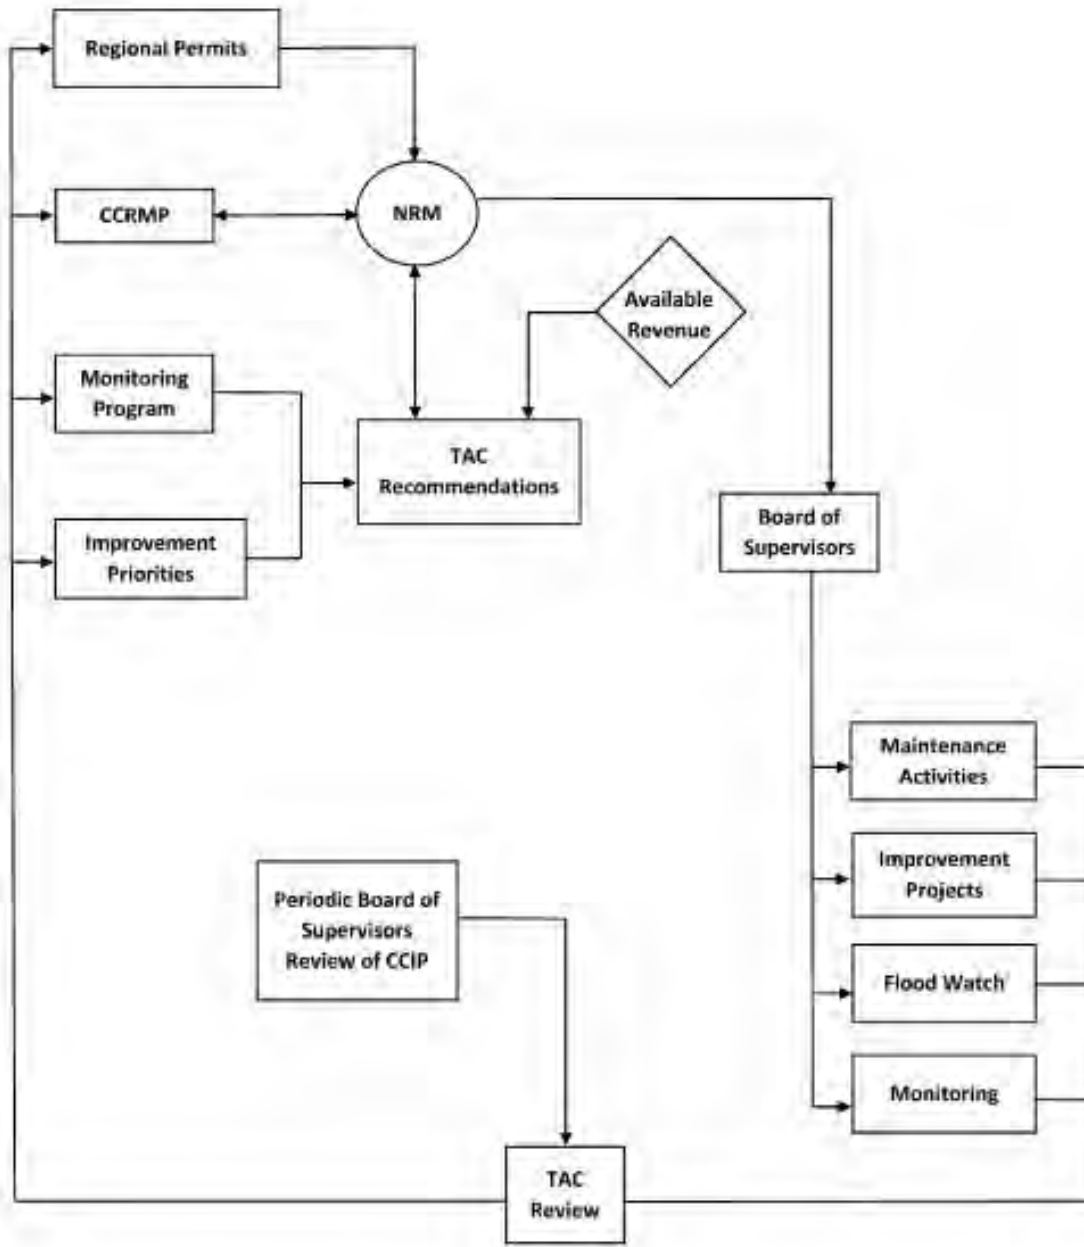 Regional Permits
CCRMP
NRM
Available
Revenue
Monitoring
Program
TAC
Recommendations
Improvement
Priorities
Board of
Supervisors
Maintenance
Activities
Improvement
Projects
Periodic Board of
Supervisors
Review of CCIP
Flood Watch
Monitoring
TAC
Review